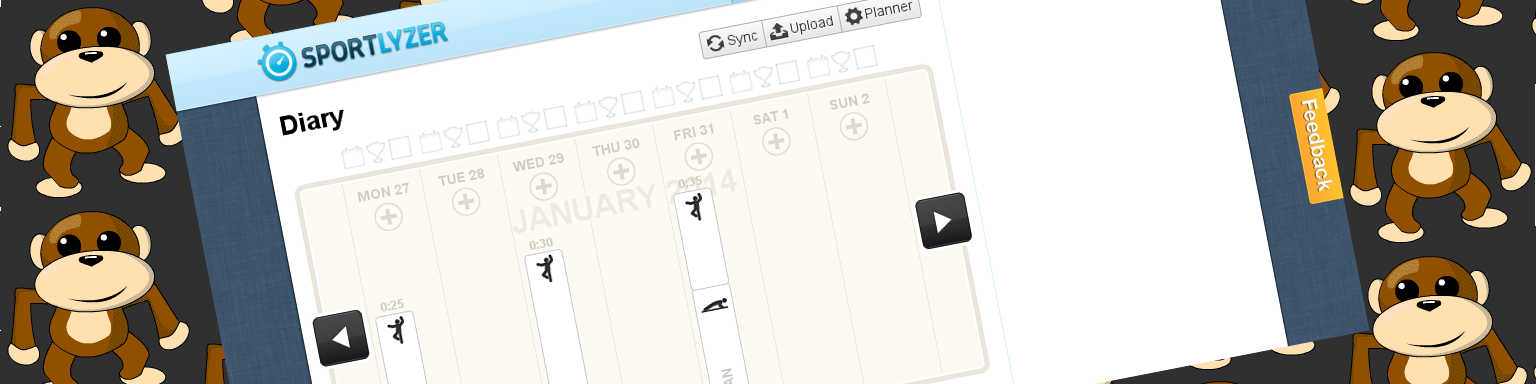 SPORTLYZER
Sync
Upload
Planner
Diary
MON 27
TUE 28
WED 29
THU 30
FRI 31
SAT 1
SUN 2
JANUARY 2014
0:35
0:30
0:25
Feedback